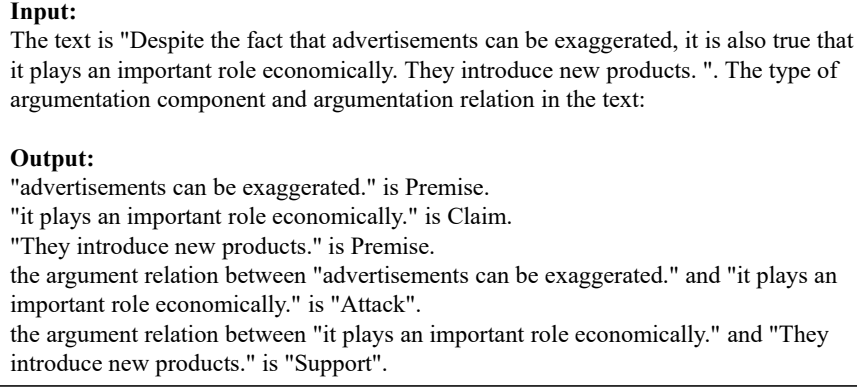 Input:
The text is "Despite the fact that advertisements can be exaggerated, it is also true that
it plays an important role economically. They introduce new products. ". The type of
argumentation component and argumentation relation in the text:
Output:
"advertisements can be exaggerated." is Premise.
"it plays an important role economically." is Claim.
"They introduce new products." is Premise.
the argument relation between "advertisements can be exaggerated." and "it plays an
important role economically." is "Attack".
the argument relation between "it plays an important role economically." and "They
introduce new products." is "Support".